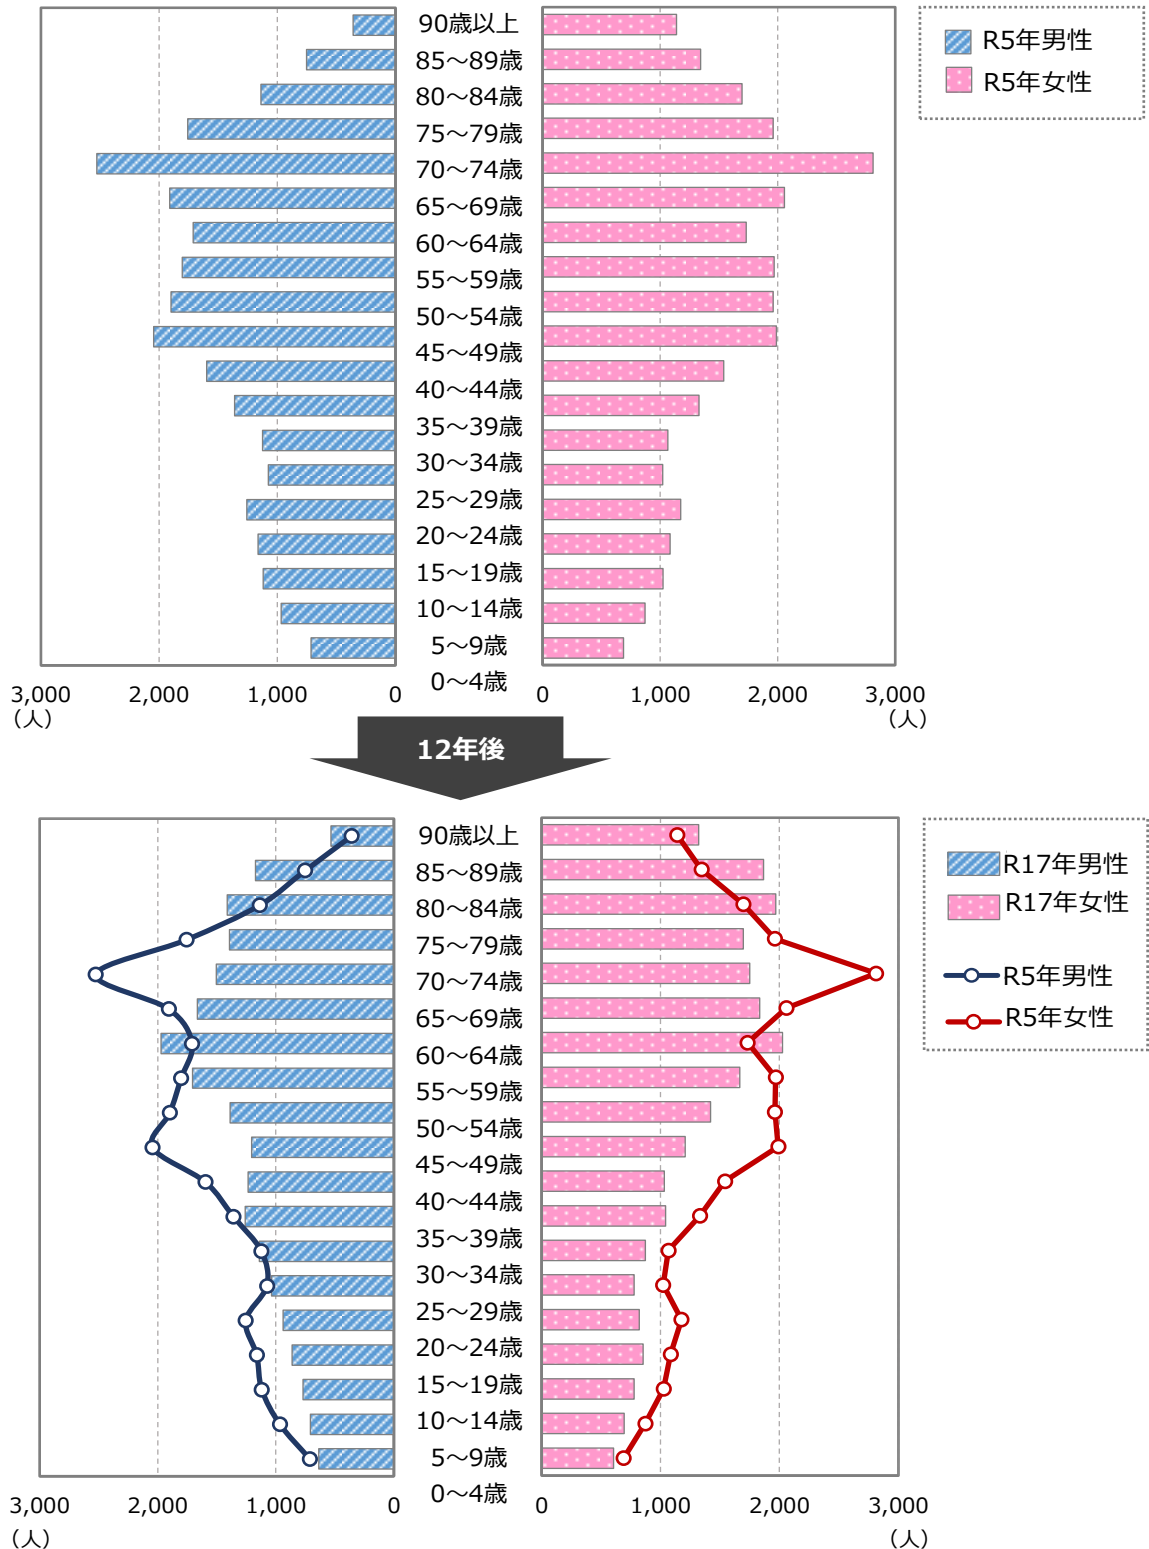 90歳以上
85～89歳
80～84歳
75～79歳
70～74歳
65～69歳
60～64歳
55～59歳
50～54歳
45～49歳
40～44歳
35～39歳
30～34歳
25～29歳
20～24歳
15～19歳
10～14歳
5～9歳
0～4歳
R5年男性
R5年女性
3,000 2,000 1,000 0 0 1,000 2,000 3,000
（人） （人）
12年後
90歳以上
85～89歳
80～84歳
75～79歳
70～74歳
65～69歳
60～64歳
55～59歳
50～54歳
45～49歳
40～44歳
35～39歳
30～34歳
25～29歳
20～24歳
15～19歳
10～14歳
5～9歳
0～4歳
R17年男性
R17年女性
R5年男性
R5年女性
3,000 2,000 1,000 0 0 1,000 2,000 3,000
（人） （人）